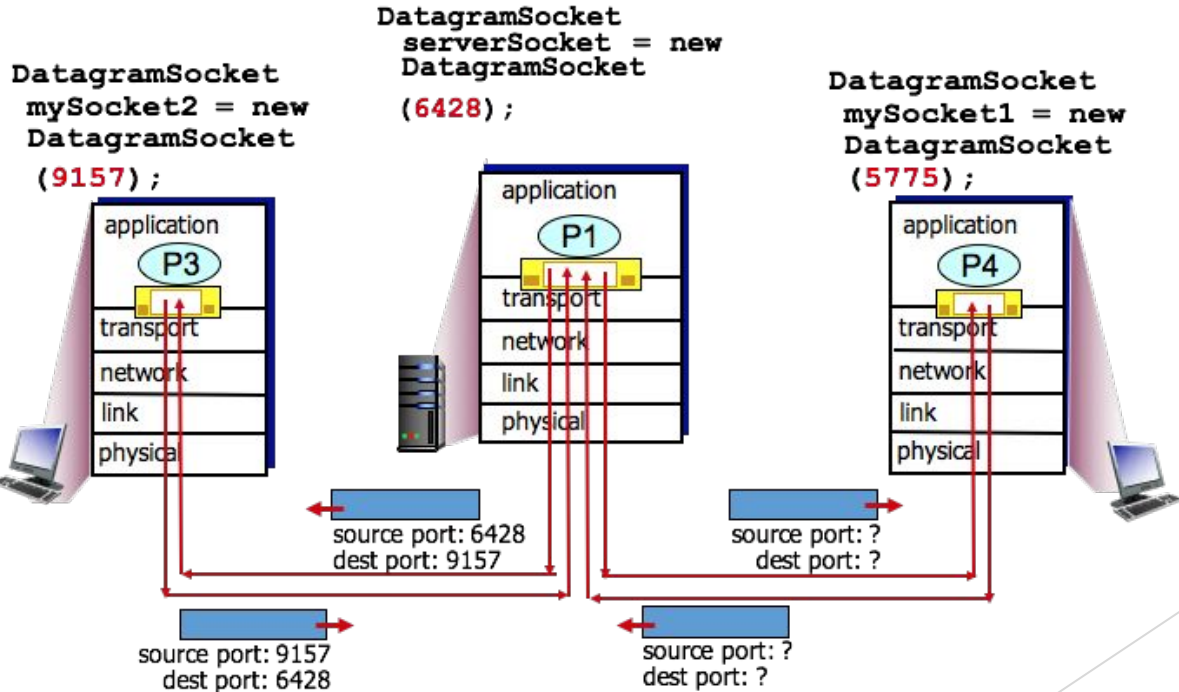 DatagramSocket
serverSocket = new
DatagramSocket
(6428);
DatagramSocket
mySocket2 = new
DatagramSocket
(9157);
DatagramSocket
mySocket1 = new
DatagramSocket
(5775);
application
P3
transport
network
link
physical
application
P1
transport
network
link
physical
application
P4
transport
network
link
physical
source port: 6428
dest port: 9157
source port: ?
dest port: ?
source port: 9157
dest port: 6428
source port: ?
dest port: ?